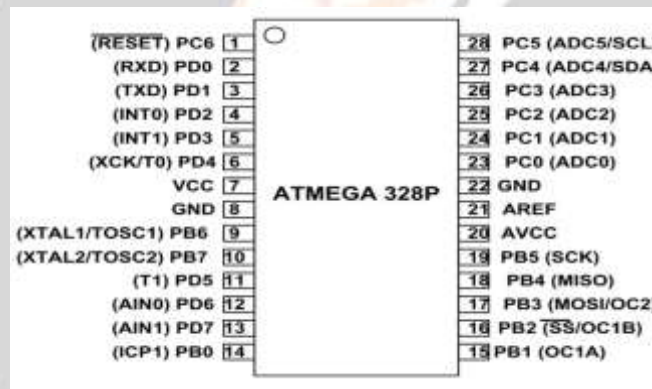 (RESET) PC6 1
(RXD) PD0 2
(TXD) PD1 3
(INT0) PD2 4
(INT1) PD3 5
(XCK/T0) PD4 6
VCC 7
GND 8
(XTAL1/TOSC1) PB6 9
(XTAL2/TOSC2) PB7 10
(T1) PD5 11
(AIN0) PD6 12
(AIN1) PD7 13
(ICP1) PB0 14
ATMEGA 328P
28 PC5 (ADC5/SCL
27 PC4 (ADC4/SDA
26 PC3 (ADC3)
25 PC2 (ADC2)
24 PC1 (ADC1)
23 PC0 (ADC0)
22 GND
21 AREF
20 AVCC
19 PB5 (SCK)
18 PB4 (MISO)
17 PB3 (MOSI/OC2
16 PB2 (SS/OC1B)
15 PB1 (OC1A)